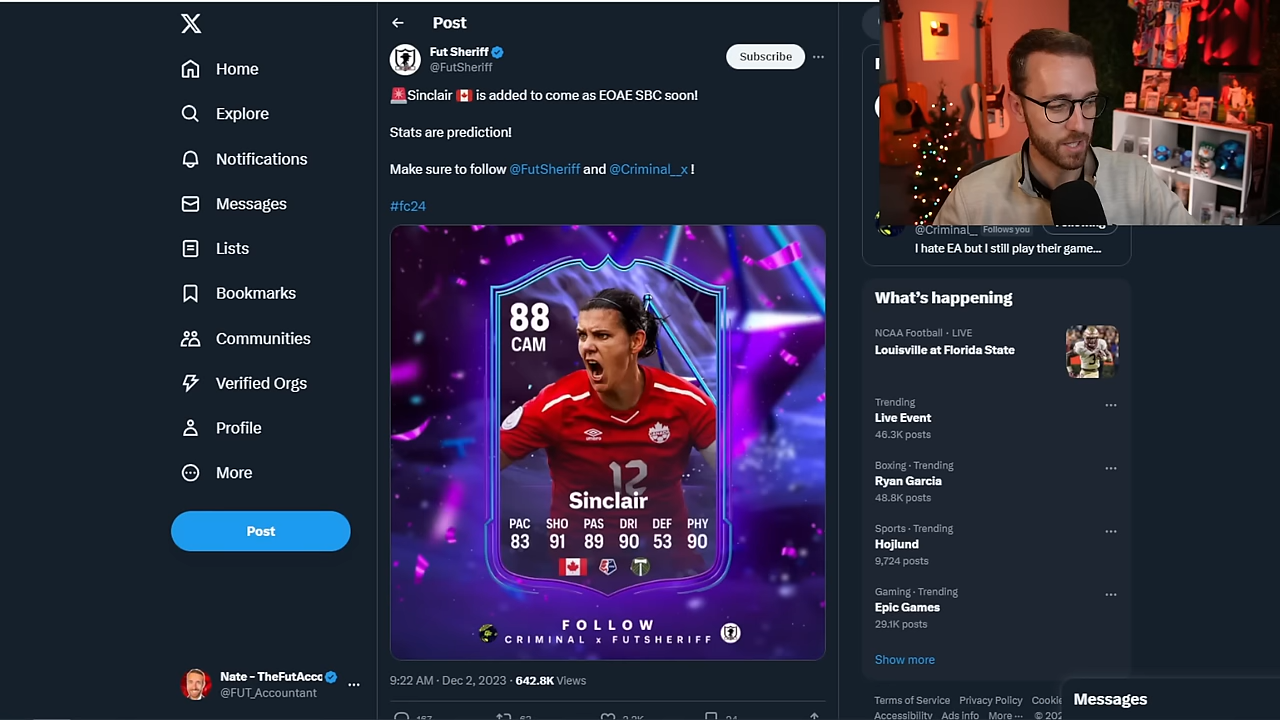 Home
Explore
Notifications
Messages
Lists
Bookmarks
Communities
Verified Orgs
Profile
More
Post
Nate - TheFutAcco
@FUT_Accountant
Post
Fut Sheriff
@FutSheriff
Subscribe
🚨Sinclair 🇨🇦 is added to come as EOAE SBC soon!
Stats are prediction!
Make sure to follow @FutSheriff and @Criminal__x !
#fc24
88
CAM
12
Sinclair
PAC SHO PAS DRI DEF PHY
83 91 89 90 53 90
FOLLOW
CRIMINAL x FUTSHERIFF
9:22 AM · Dec 2, 2023 · 642.8K Views
@Criminal_ Follows you
Following
I hate EA but I still play their game...
What's happening
NCAA Football · LIVE
Louisville at Florida State
Trending
Live Event
46.3K posts
Boxing · Trending
Ryan Garcia
48.8K posts
Sports · Trending
Hojlund
9,724 posts
Gaming · Trending
Epic Games
29.1K posts
Show more
Terms of Service Privacy Policy Cookie
Accessibility Ads info More ··· © 202
Messages